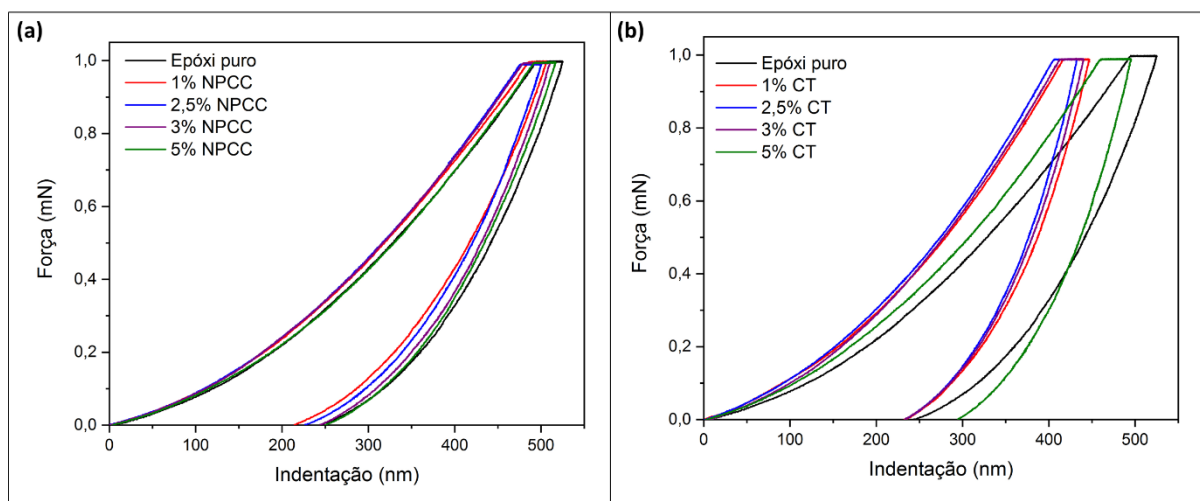 (a)
1,0
0,8
0,6
0,4
0,2
0,0
Força (mN)
Epóxi puro
1% NPCC
2,5% NPCC
3% NPCC
5% NPCC
0
100
200
300
400
500
Indentação (nm)
(b)
1,0
0,8
0,6
0,4
0,2
0,0
Força (mN)
Epóxi puro
1% CT
2,5% CT
3% CT
5% CT
0
100
200
300
400
500
Indentação (nm)